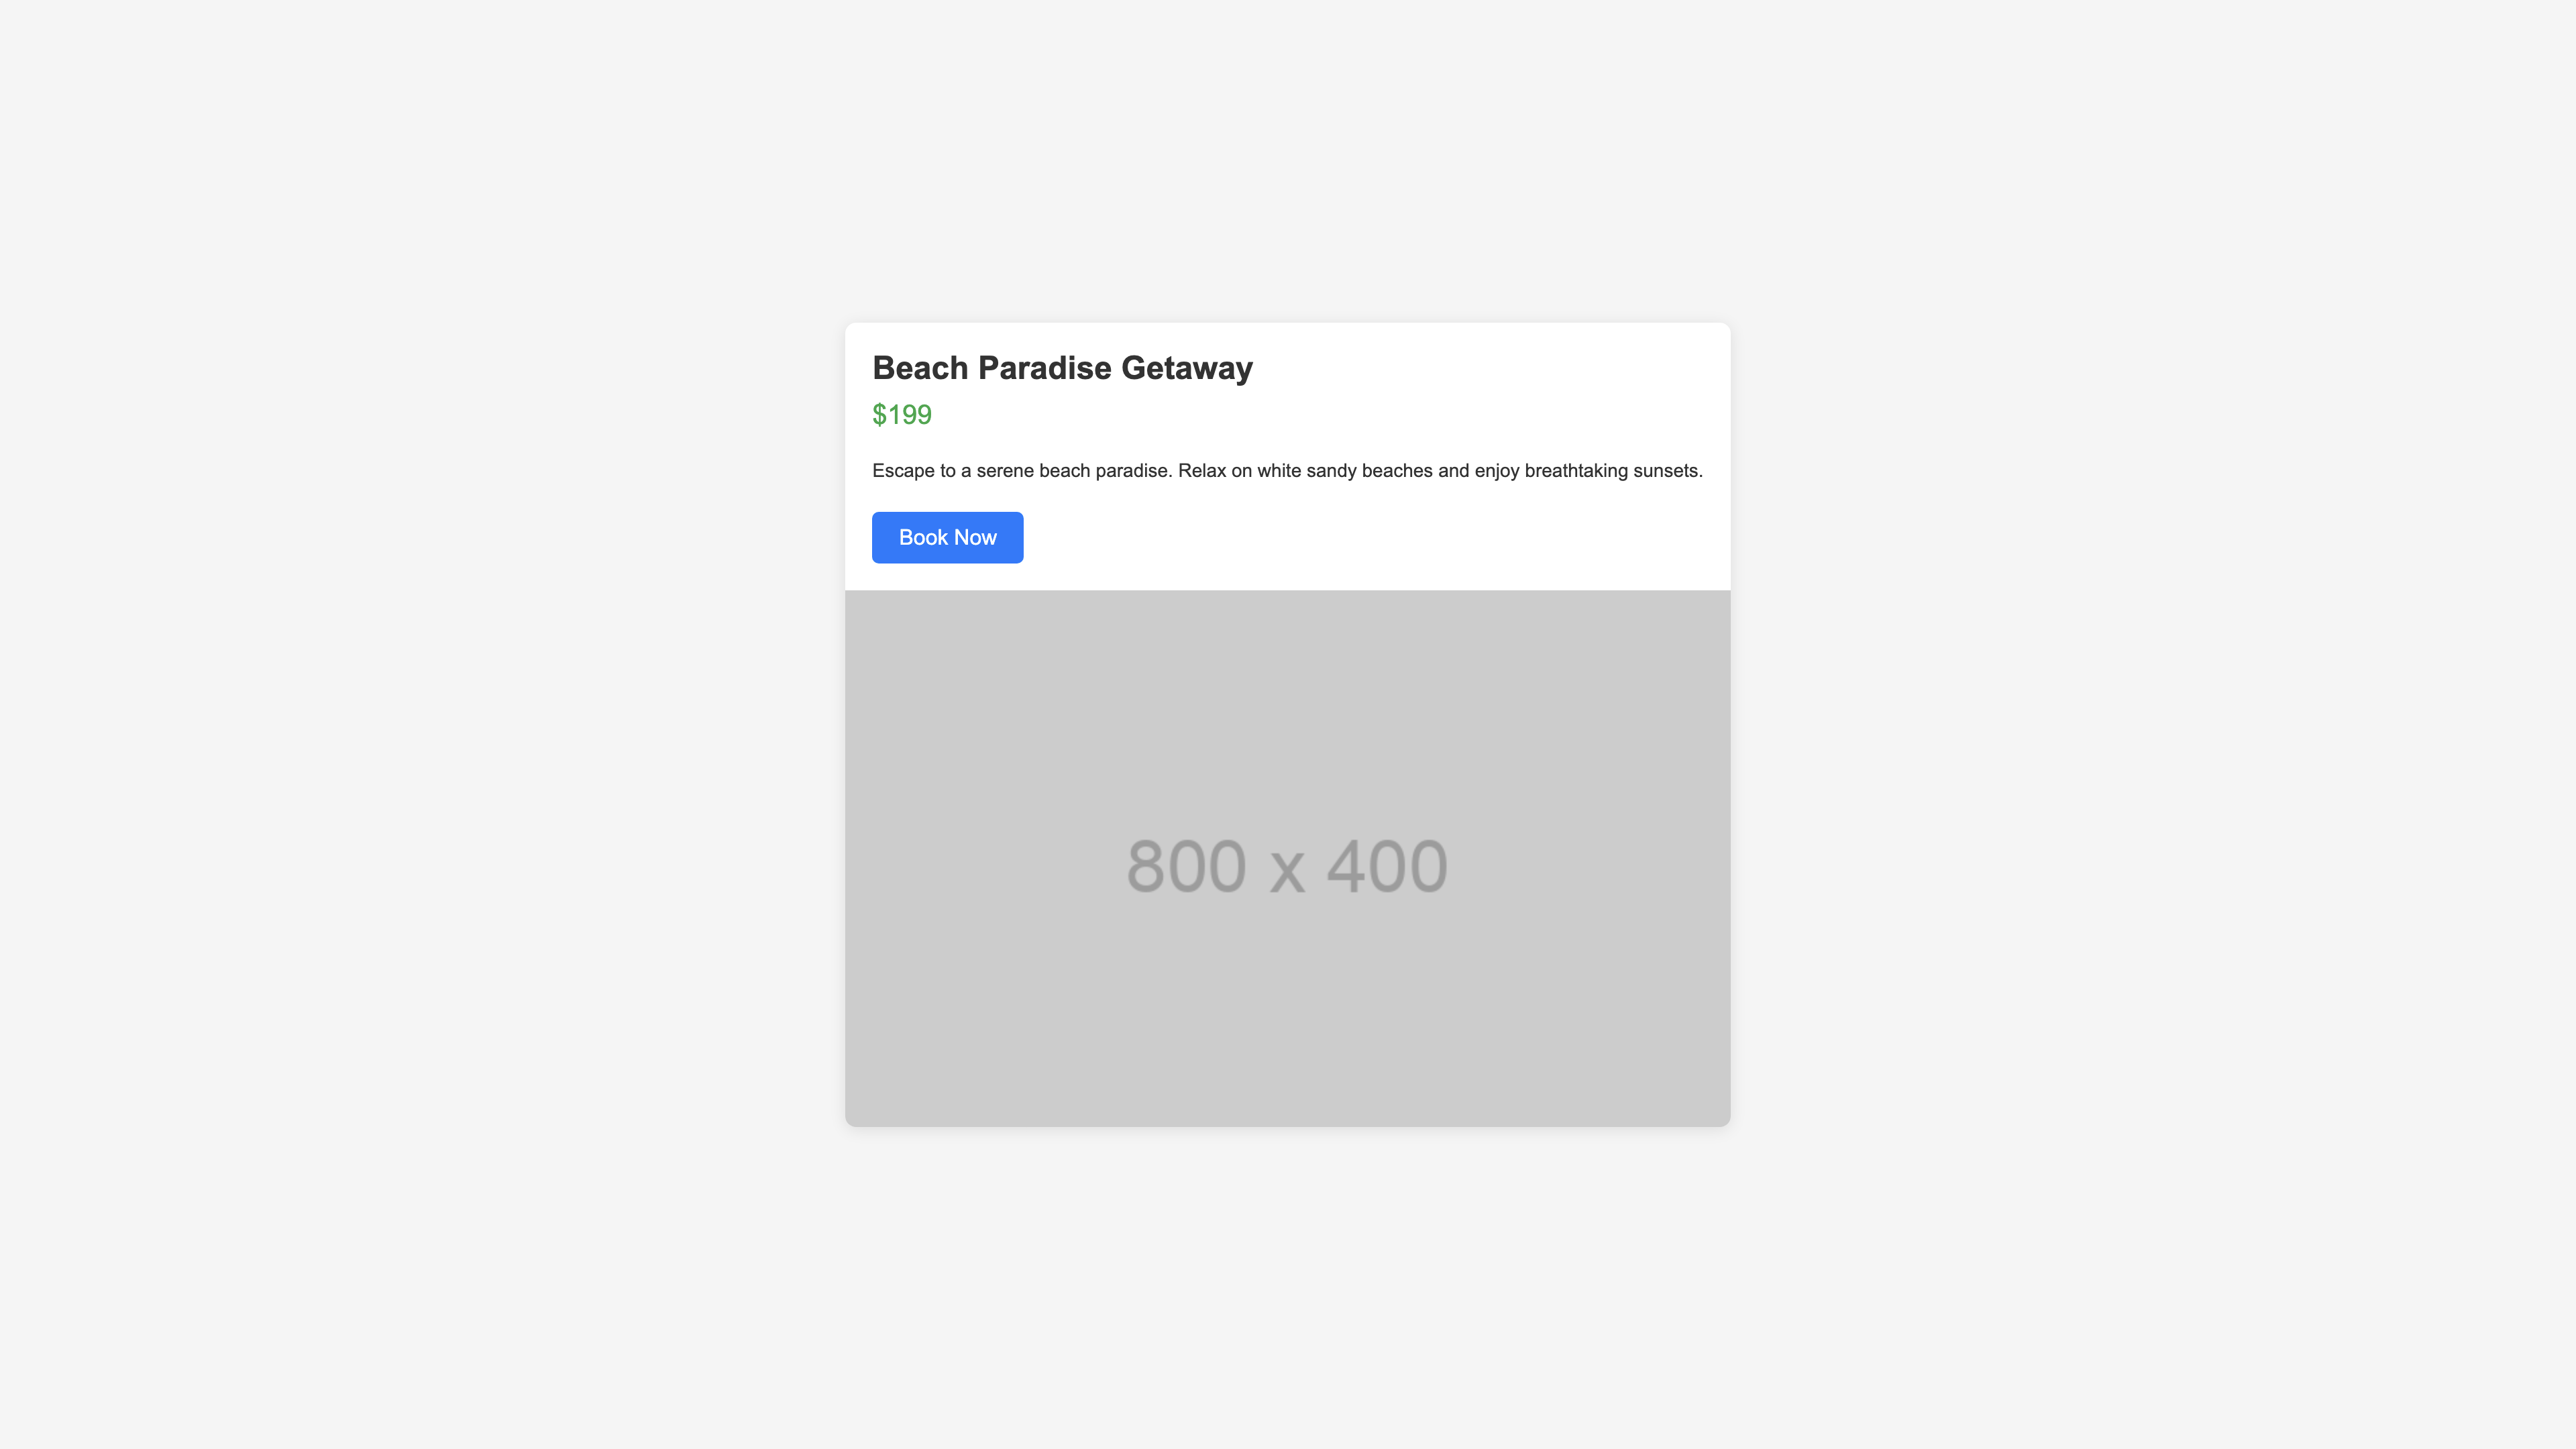 Beach Paradise Getaway
$199
Escape to a serene beach paradise. Relax on white sandy beaches and enjoy breathtaking sunsets.
Book Now
800 x 400